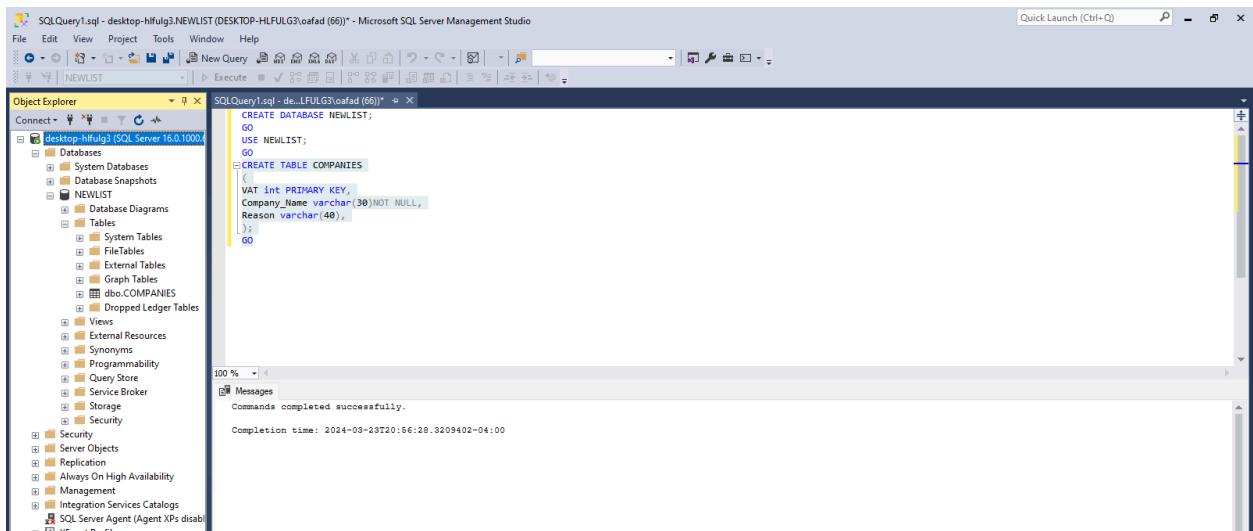 SQLQuery1.sql - desktop-hlfulg3.NEWLIST (DESKTOP-HLFULG3\oafad (66))* - Microsoft SQL Server Management Studio
Quick Launch (Ctrl+Q)
File Edit View Project Tools Window Help
New Query
NEWLIST
Execute
Object Explorer
Connect
desktop-hlfulg3 (SQL Server 16.0.1000.
Databases
System Databases
Database Snapshots
NEWLIST
Database Diagrams
Tables
System Tables
FileTables
External Tables
Graph Tables
dbo.COMPANIES
Dropped Ledger Tables
Views
External Resources
Synonyms
Programmability
Query Store
Service Broker
Storage
Security
Security
Server Objects
Replication
Always On High Availability
Management
Integration Services Catalogs
SQL Server Agent (Agent XPs disabl
SQLQuery1.sql - de...LFULG3\oafad (66))*
CREATE DATABASE NEWLIST;
GO
USE NEWLIST;
GO
CREATE TABLE COMPANIES
(
VAT int PRIMARY KEY,
Company_Name varchar(30)NOT NULL,
Reason varchar(40),
);
GO
100 %
Messages
Commands completed successfully.
Completion time: 2024-03-23T20:56:28.3209402-04:00